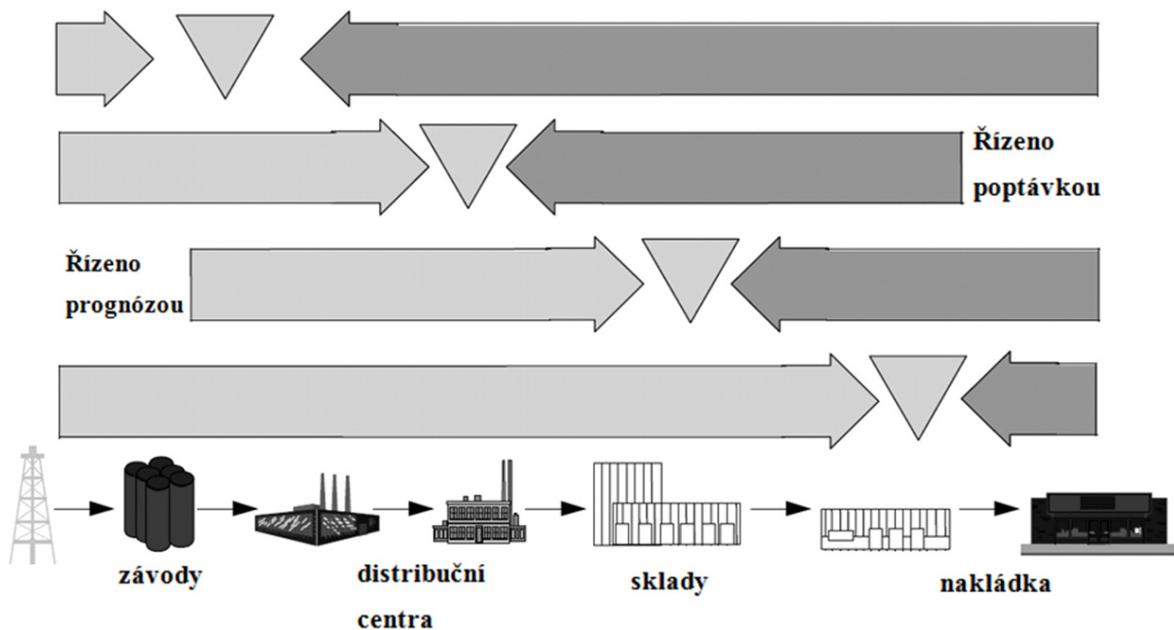 Řízeno
poptávkou
Řízeno
prognózou
závody
distribuční
centra
sklady
nakládka